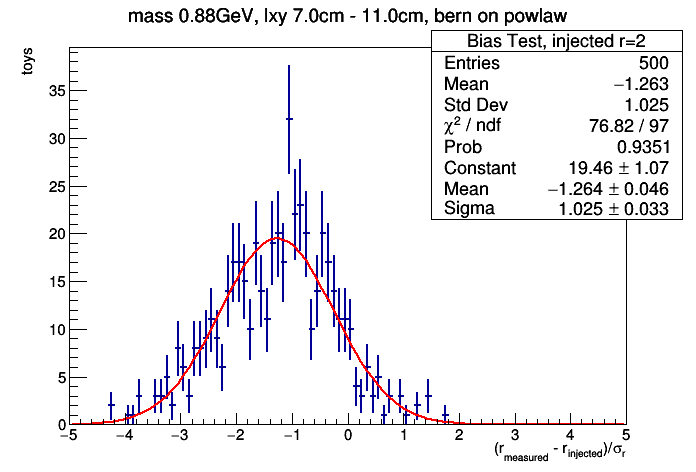 mass 0.88GeV, lxy 7.0cm - 11.0cm, bern on powlaw
toys
Bias Test, injected r=2
Entries 500
Mean −1.263
Std Dev 1.025
χ² / ndf 76.82 / 97
Prob 0.9351
Constant 19.46 ± 1.07
Mean −1.264 ± 0.046
Sigma 1.025 ± 0.033
35
30
25
20
15
10
5
0
−5 −4 −3 −2 −1 0 1 2 3 4 5
(r_measured - r_injected)/σ_r